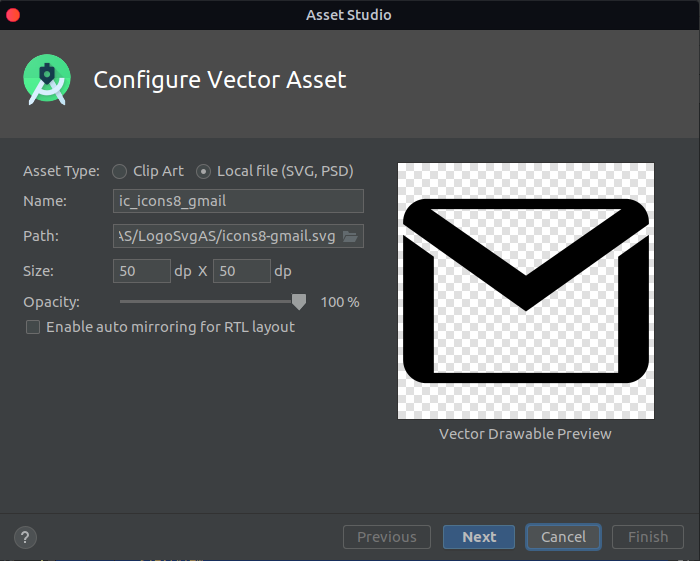 Asset Studio
Configure Vector Asset
Asset Type: Clip Art Local file (SVG, PSD)
Name: ic_icons8_gmail
Path: AS/LogoSvgAS/icons8-gmail.svg
Size: 50 dp X 50 dp
Opacity: 100 %
Enable auto mirroring for RTL layout
Vector Drawable Preview
? Previous Next Cancel Finish